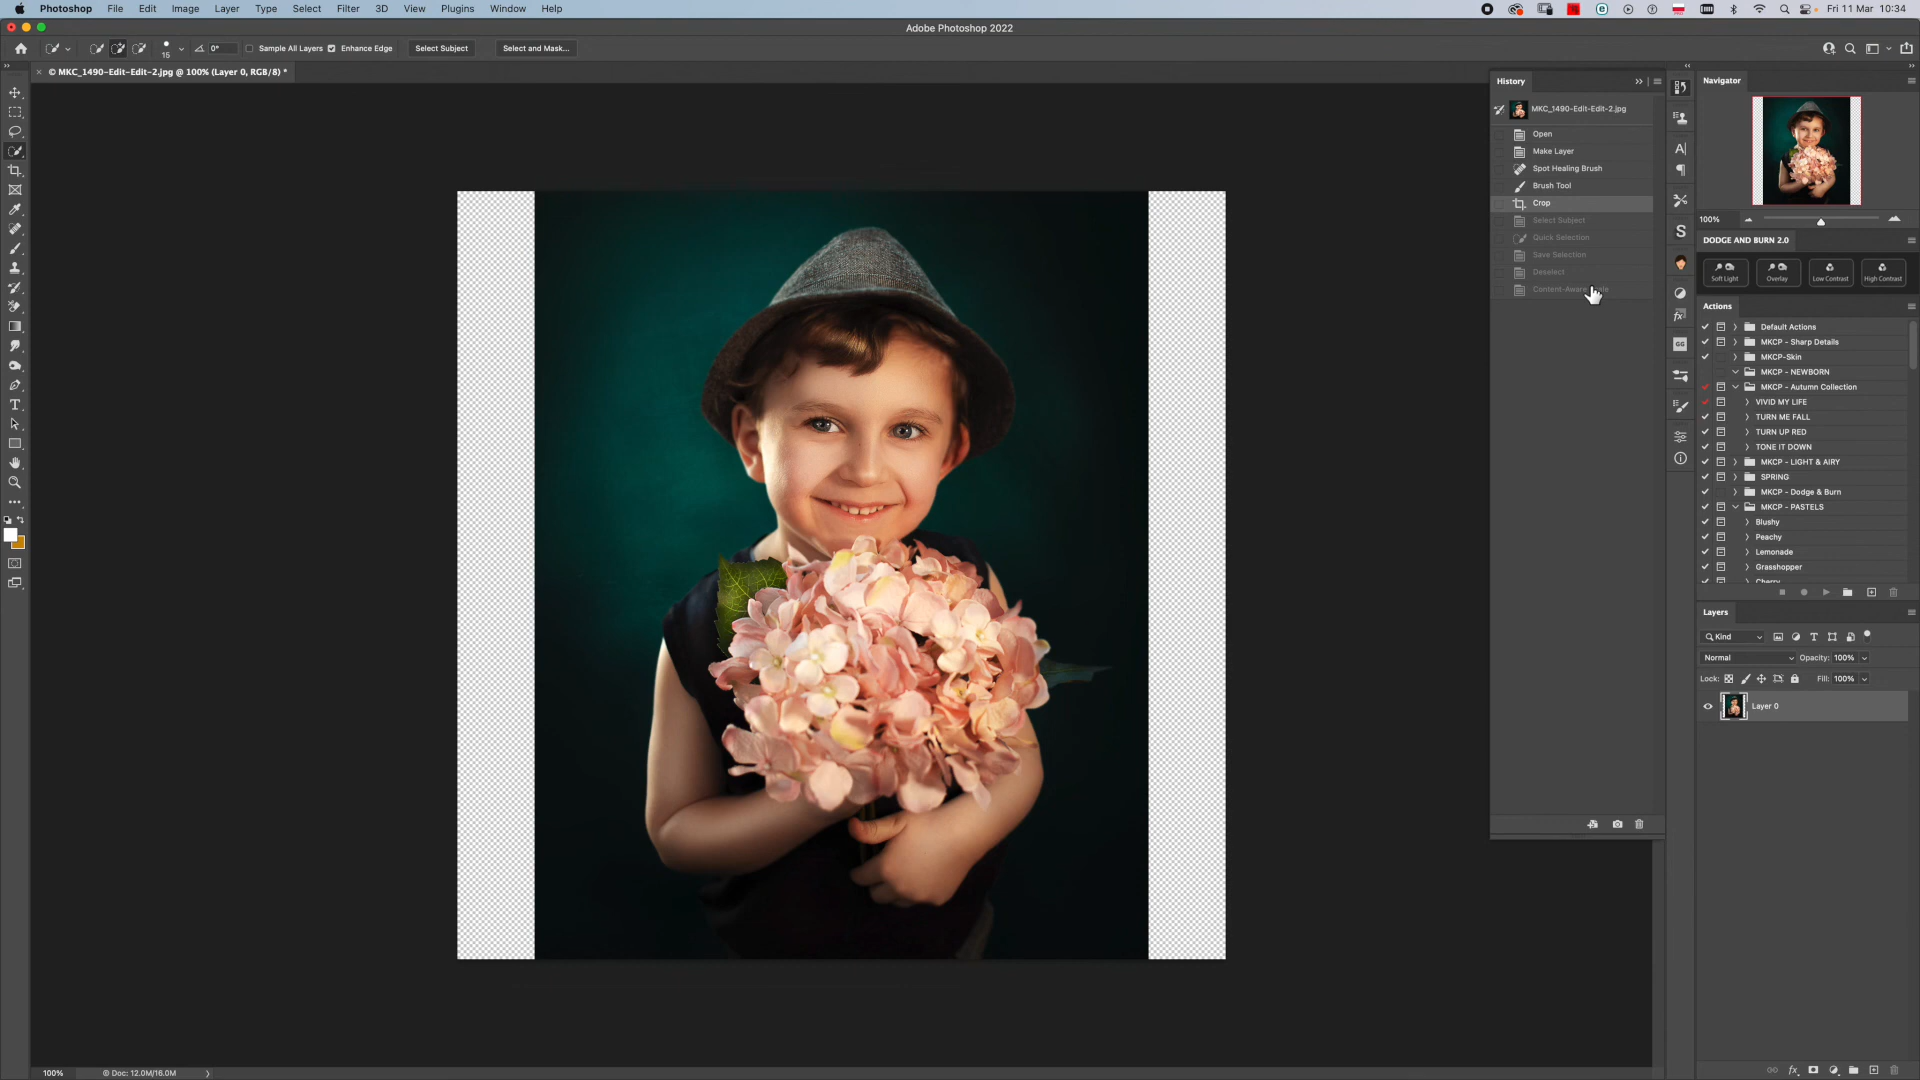 Photoshop File Edit Image Layer Type Select Filter 3D View Plugins Window Help Fri 11 Mar 10:34
Adobe Photoshop 2022
15 0° Sample All Layers Enhance Edge Select Subject Select and Mask...
© MKC_1490-Edit-Edit-2.jpg @ 100% (Layer 0, RGB/8) *
History
MKC_1490-Edit-Edit-2.jpg
Open
Make Layer
Spot Healing Brush
Brush Tool
Crop
Select Subject
Quick Selection
Save Selection
Deselect
Content-Aware
Navigator
100%
DODGE AND BURN 2.0
Soft Light Overlay Low Contrast High Contrast
Actions
Default Actions
MKCP - Sharp Details
MKCP-Skin
MKCP - NEWBORN
MKCP - Autumn Collection
VIVID MY LIFE
TURN ME FALL
TURN UP RED
TONE IT DOWN
MKCP - LIGHT & AIRY
SPRING
MKCP - Dodge & Burn
MKCP - PASTELS
Blushy
Peachy
Lemonade
Grasshopper
Cherry
Layers
Kind
Normal Opacity: 100%
Lock: Fill: 100%
Layer 0
100% Doc: 12.0M/16.0M